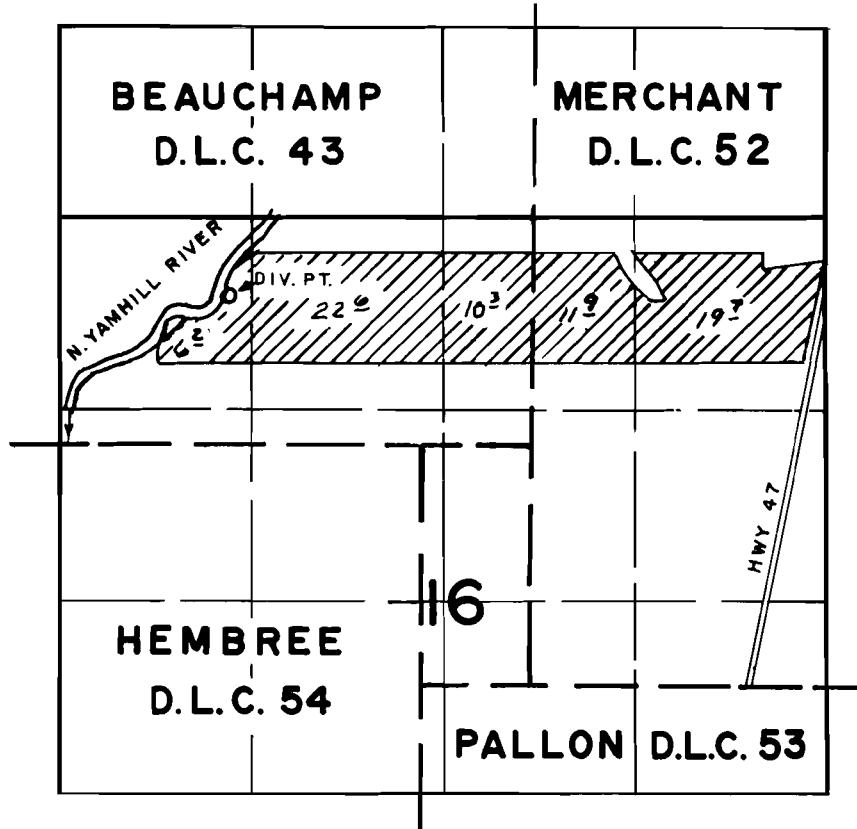 BEAUCHAMP
D.L.C. 43
MERCHANT
D.L.C. 52
N. YAMHILL RIVER
DIV. PT.
6 2
22 6
10 3
11 9
19 7
HWY 47
16
HEMBREE
D.L.C. 54
PALLON D.L.C. 53